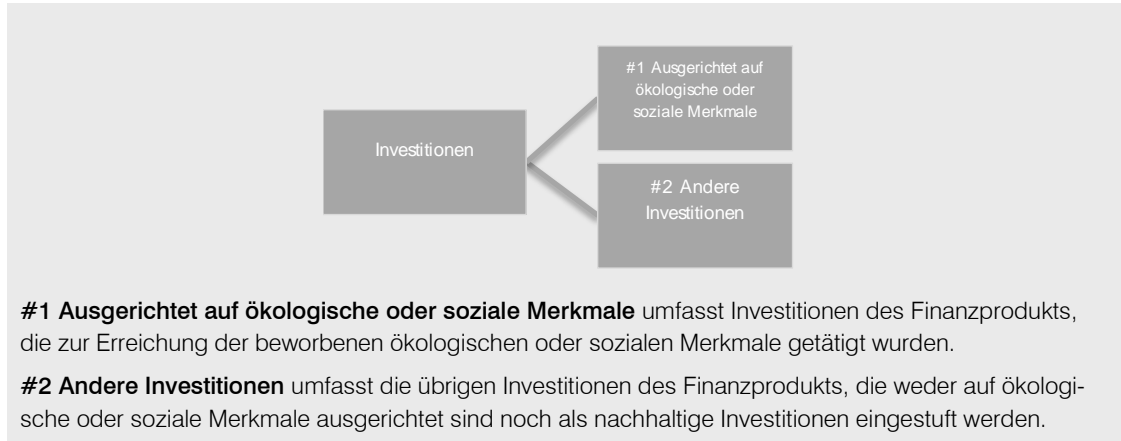 #1 Ausgerichtet auf
ökologische oder
soziale Merkmale
Investitionen
#2 Andere
Investitionen
#1 Ausgerichtet auf ökologische oder soziale Merkmale umfasst Investitionen des Finanzprodukts,
die zur Erreichung der beworbenen ökologischen oder sozialen Merkmale getätigt wurden.
#2 Andere Investitionen umfasst die übrigen Investitionen des Finanzprodukts, die weder auf ökologi-
sche oder soziale Merkmale ausgerichtet sind noch als nachhaltige Investitionen eingestuft werden.